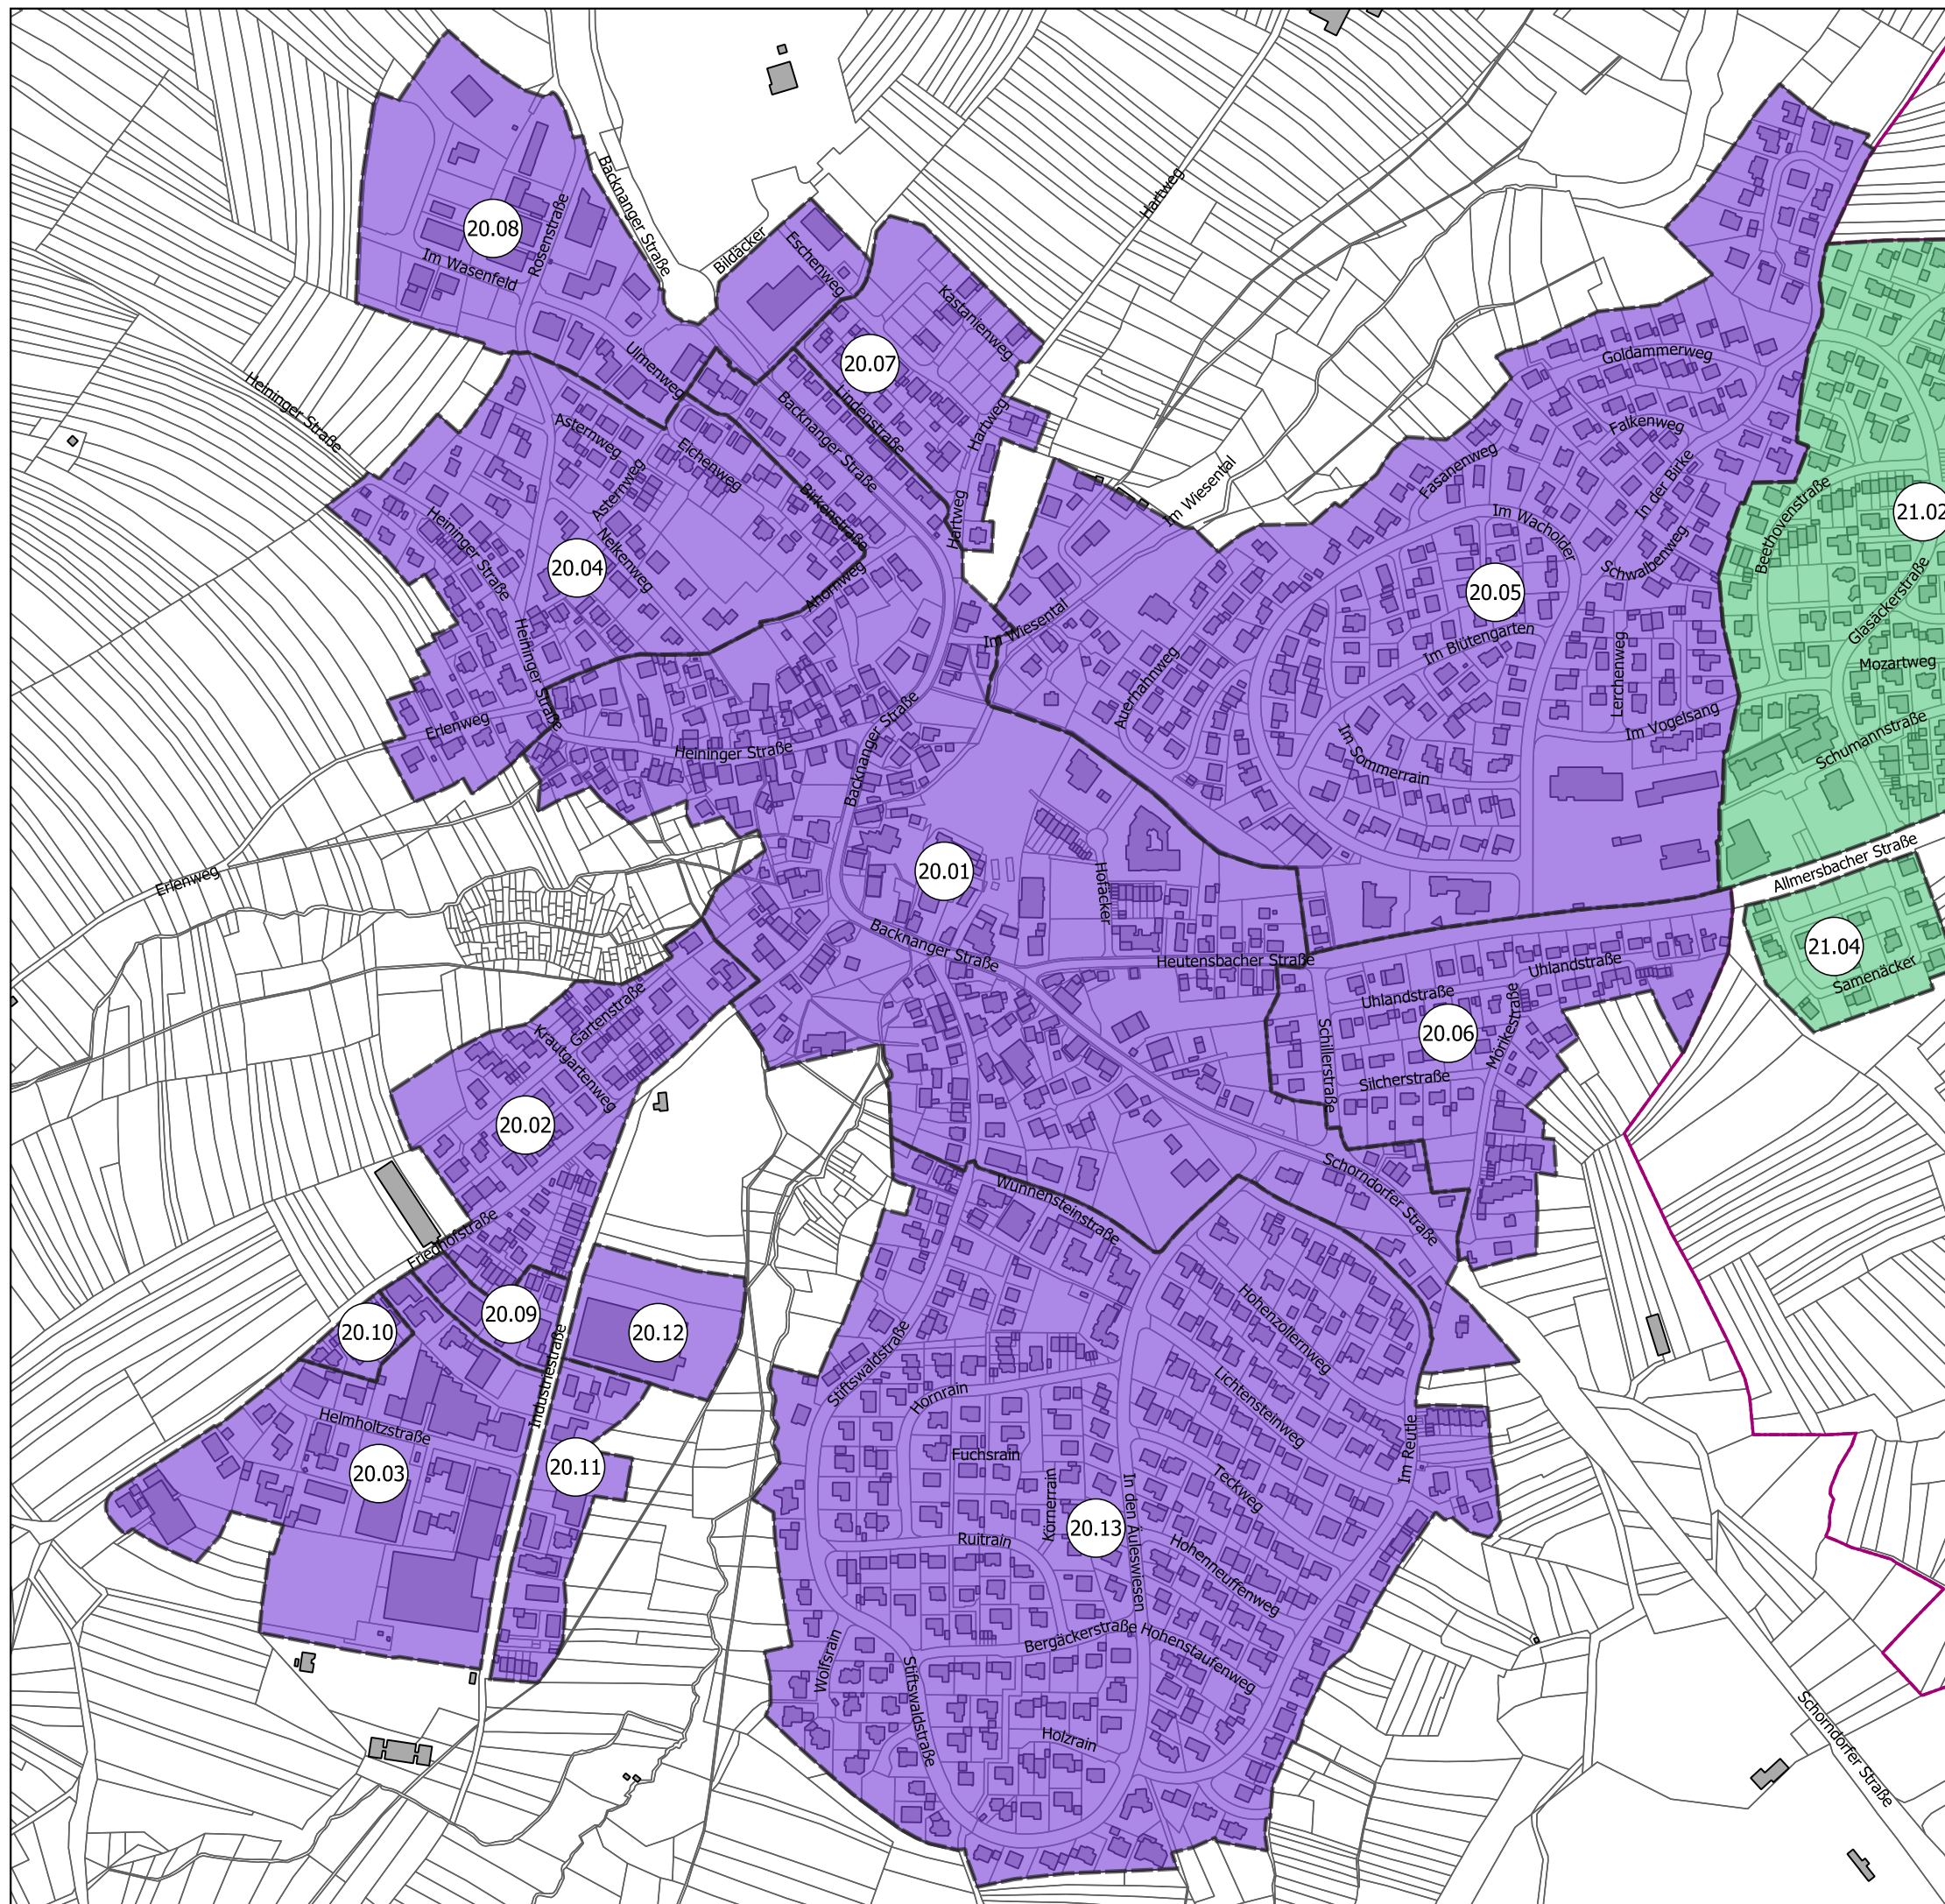 Backnanger Straße
Hartweg
20.08
Rosenstraße
Im Wasenfeld
Bildäcker
Eschenweg
Kastanienweg
20.07
Ulmenweg
Lindenstraße
Backnanger Straße
Hartweg
Hartweg
Heininger Straße
Asternweg
Asternweg
Eichenweg
Birkenstraße
Ahornweg
Nelkenweg
20.04
Heininger Straße
Heininger Straße
Erlenweg
Erlenweg
Heininger Straße
Backnanger Straße
Im Wiesental
Im Wiesental
Goldammerweg
Falkenweg
Fasanenweg
In der Birke
Im Wacholder
Schwalbenweg
20.05
Im Blütengarten
Lerchenweg
Auerhahnweg
Im Sommerrain
Im Vogelsang
Beethovenstraße
21.02
Glasäckerstraße
Mozartweg
Schumannstraße
Allmersbacher Straße
21.04
Samenäcker
20.01
Hofäcker
Backnanger Straße
Heutensbacher Straße
Uhlandstraße
Uhlandstraße
20.06
Mörikestraße
Schillerstraße
Silcherstraße
Gartenstraße
Krautgartenweg
20.02
Friedhofstraße
20.09
20.10
20.12
Industriestraße
Helmholtzstraße
20.03
20.11
Wunnensteinstraße
Schorndorfer Straße
Stiftswaldstraße
Hornrain
Hohenzollernweg
Lichtensteinweg
Im Reutle
Fuchsrain
Körnerrain
Teckweg
20.13
In den Äuleswiesen
Ruitrain
Hohenneuffenweg
Bergäckerstraße
Hohenstaufenweg
Wolfsrain
Stiftswaldstraße
Holzrain
Schorndorfer Straße